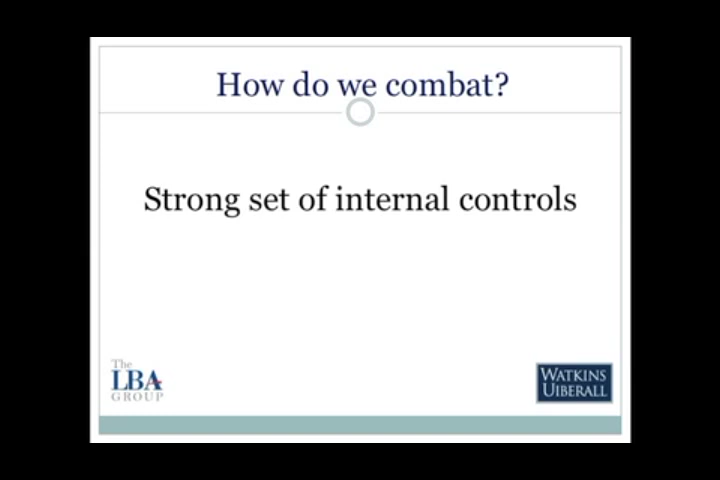 How do we combat?
Strong set of internal controls
The
LBA
GROUP
WATKINS
UIBERALL